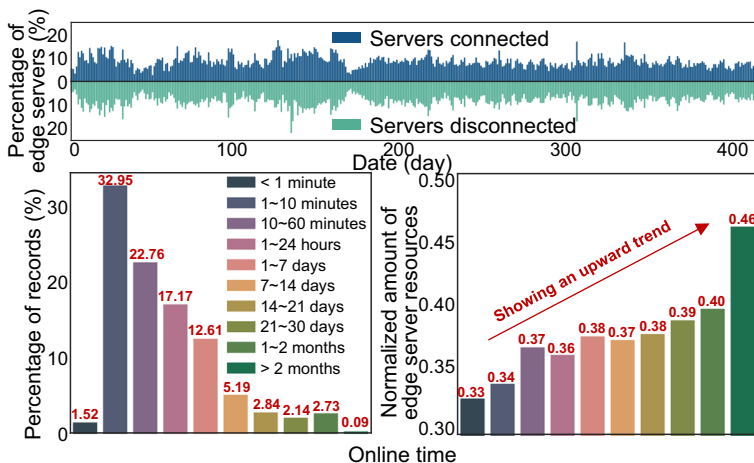 Percentage of
edge servers (%)
20
10
0
10
20
Servers connected
Servers disconnected
0
100
200
300
400
Date (day)
Percentage of records (%)
30
20
10
0
1.52
32.95
22.76
17.17
12.61
5.19
2.84
2.14
2.73
0.09
< 1 minute
1~10 minutes
10~60 minutes
1~24 hours
1~7 days
7~14 days
14~21 days
21~30 days
1~2 months
> 2 months
Normalized amount of
edge server resources
0.50
0.45
0.40
0.35
0.30
Showing an upward trend
0.33
0.34
0.37
0.36
0.38
0.37
0.38
0.39
0.40
0.46
Online time